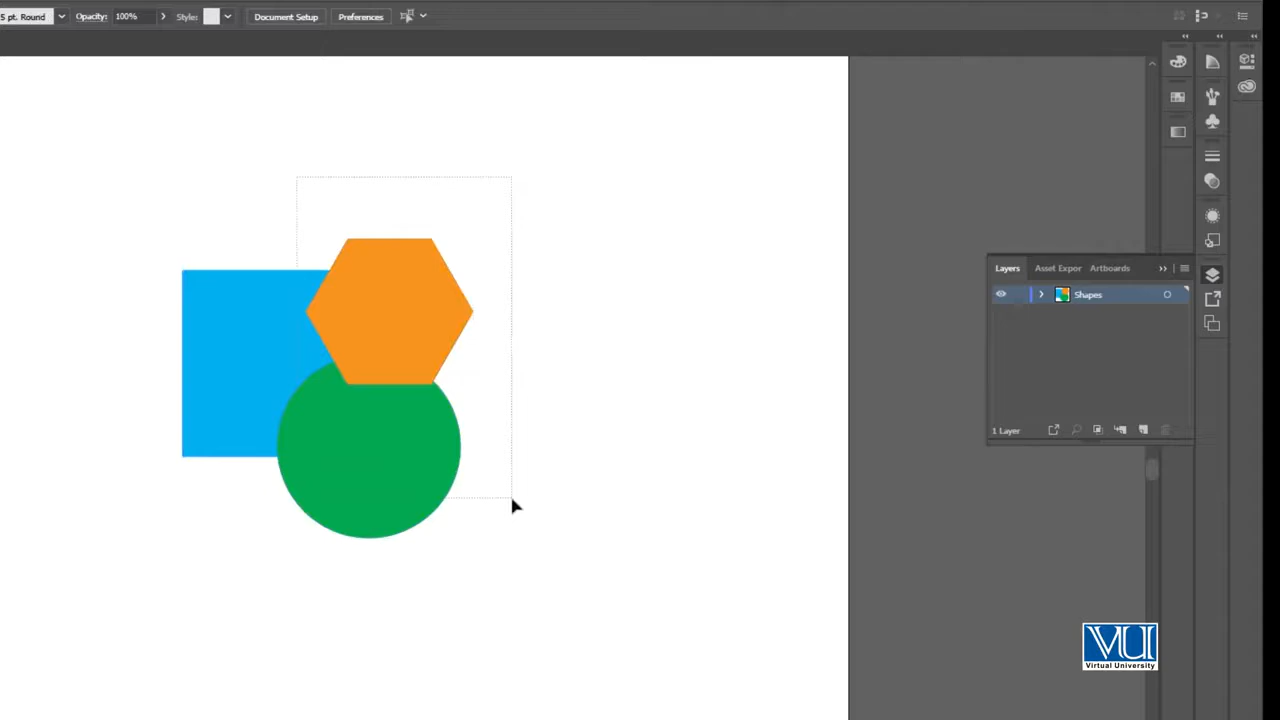 5 pt. Round Opacity: 100% Style: Document Setup Preferences
Layers Asset Expor Artboards
Shapes
1 Layer
VU
Virtual University